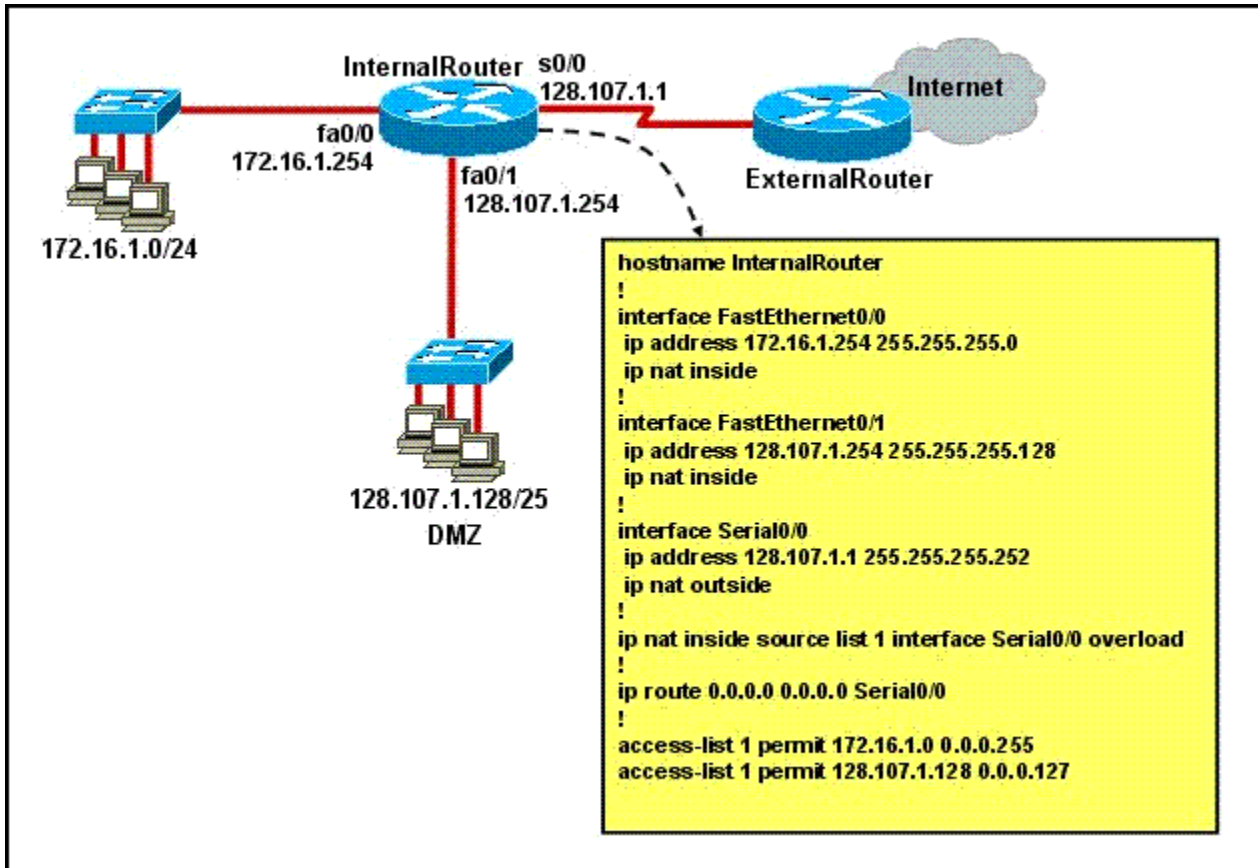 InternalRouter
s0/0
128.107.1.1
Internet
fa0/0
172.16.1.254
ExternalRouter
fa0/1
128.107.1.254
172.16.1.0/24
128.107.1.128/25
DMZ
hostname InternalRouter
!
interface FastEthernet0/0
ip address 172.16.1.254 255.255.255.0
ip nat inside
!
interface FastEthernet0/1
ip address 128.107.1.254 255.255.255.128
ip nat inside
!
interface Serial0/0
ip address 128.107.1.1 255.255.255.252
ip nat outside
!
ip nat inside source list 1 interface Serial0/0 overload
!
ip route 0.0.0.0 0.0.0.0 Serial0/0
!
access-list 1 permit 172.16.1.0 0.0.0.255
access-list 1 permit 128.107.1.128 0.0.0.127